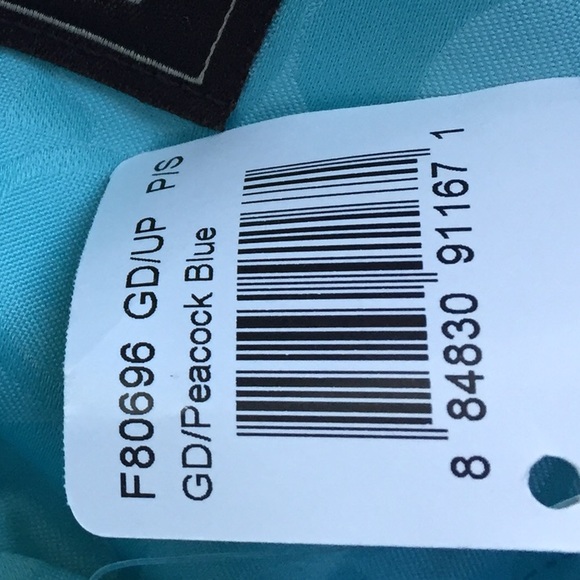 F80696 GD/UP P/S
GD/Peacock Blue
8 84830 91167 1